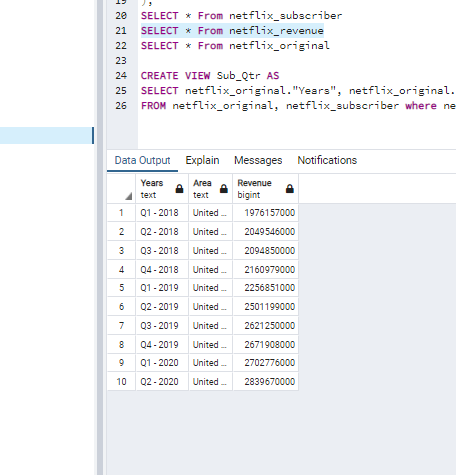 19 );
20 SELECT * From netflix_subscriber
21 SELECT * From netflix_revenue
22 SELECT * From netflix_original
23
24 CREATE VIEW Sub_Qtr AS
25 SELECT netflix_original."Years", netflix_original.
26 FROM netflix_original, netflix_subscriber where ne
Data Output Explain Messages Notifications
Years Area Revenue
text text bigint
1 Q1 - 2018 United ... 1976157000
2 Q2 - 2018 United ... 2049546000
3 Q3 - 2018 United ... 2094850000
4 Q4 - 2018 United ... 2160979000
5 Q1 - 2019 United ... 2256851000
6 Q2 - 2019 United ... 2501199000
7 Q3 - 2019 United ... 2621250000
8 Q4 - 2019 United ... 2671908000
9 Q1 - 2020 United ... 2702776000
10 Q2 - 2020 United ... 2839670000